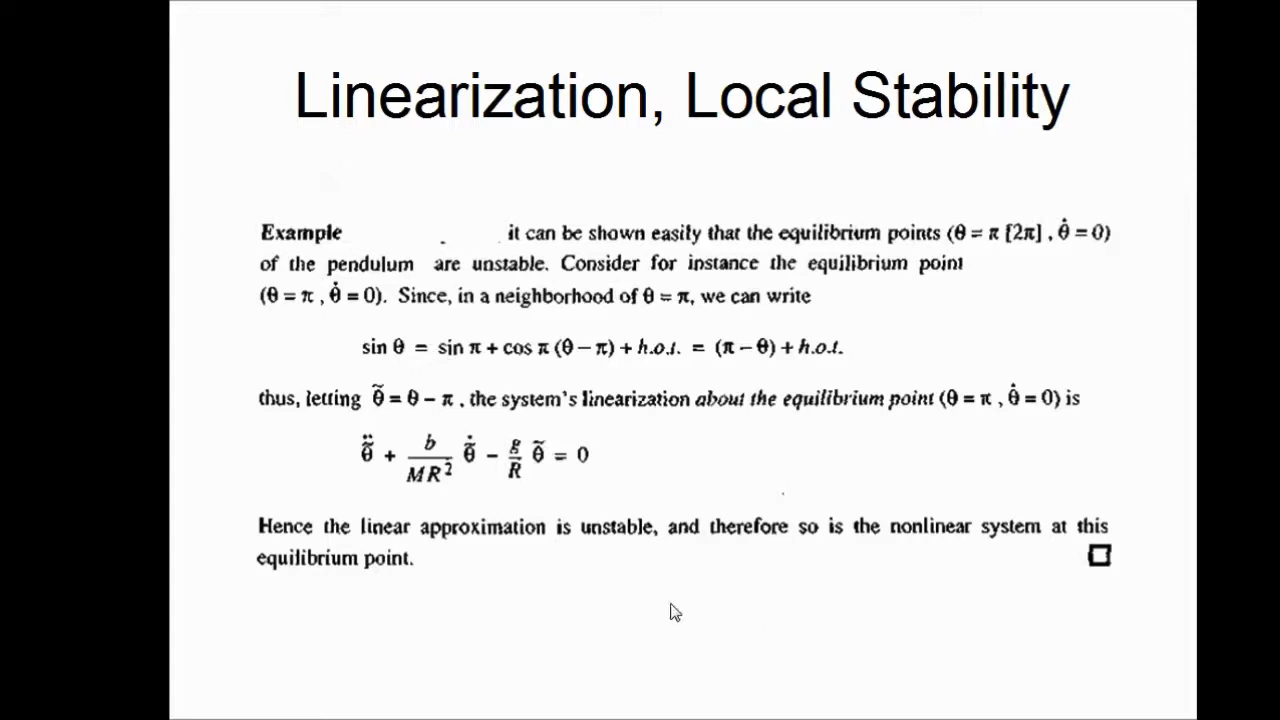 Linearization, Local Stability
Example it can be shown easily that the equilibrium points (θ = π [2π] , θ̇ = 0)
of the pendulum are unstable. Consider for instance the equilibrium point
(θ = π , θ̇ = 0). Since, in a neighborhood of θ = π, we can write
sin θ = sin π + cos π (θ − π) + h.o.t. = (π − θ) + h.o.t.
thus, letting θ̃ = θ − π , the system's linearization about the equilibrium point (θ = π , θ̇ = 0) is
θ̃̈ + b/MR² θ̃̇ − g/R θ̃ = 0
Hence the linear approximation is unstable, and therefore so is the nonlinear system at this
equilibrium point.